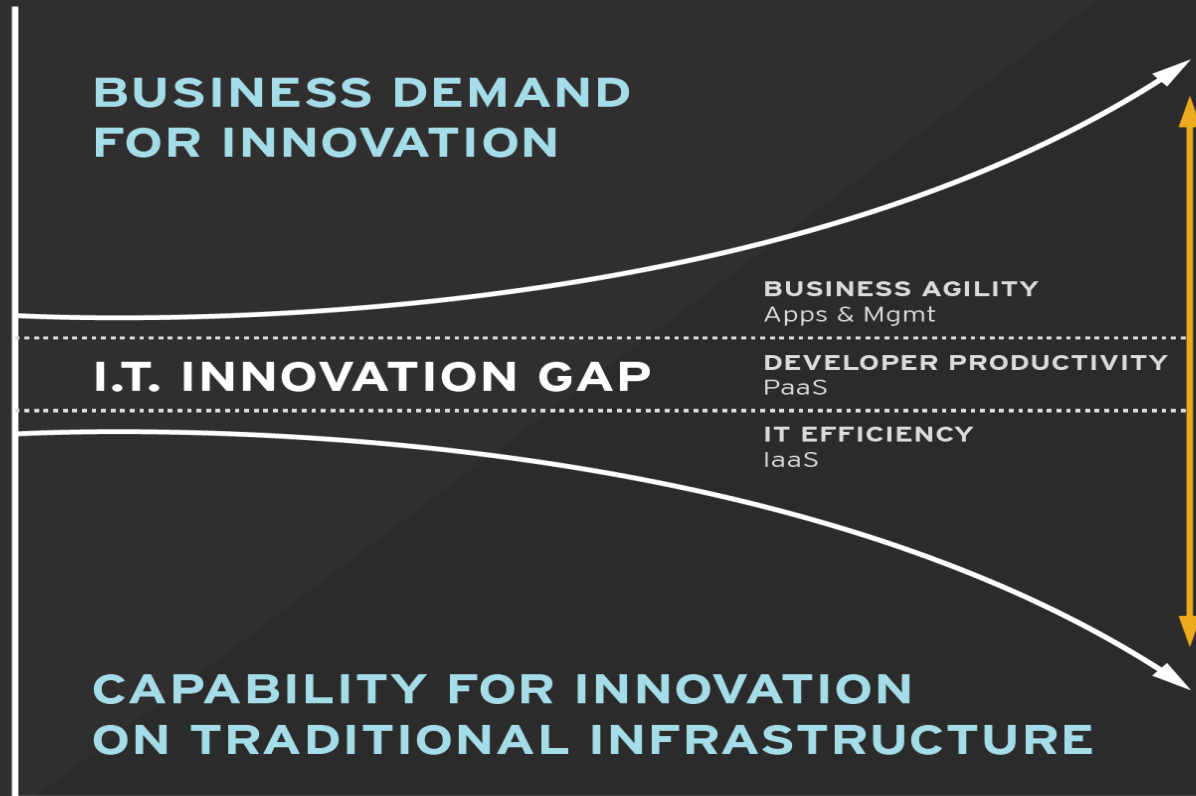 BUSINESS DEMAND
FOR INNOVATION
BUSINESS AGILITY
Apps & Mgmt
I.T. INNOVATION GAP
DEVELOPER PRODUCTIVITY
PaaS
IT EFFICIENCY
IaaS
CAPABILITY FOR INNOVATION
ON TRADITIONAL INFRASTRUCTURE